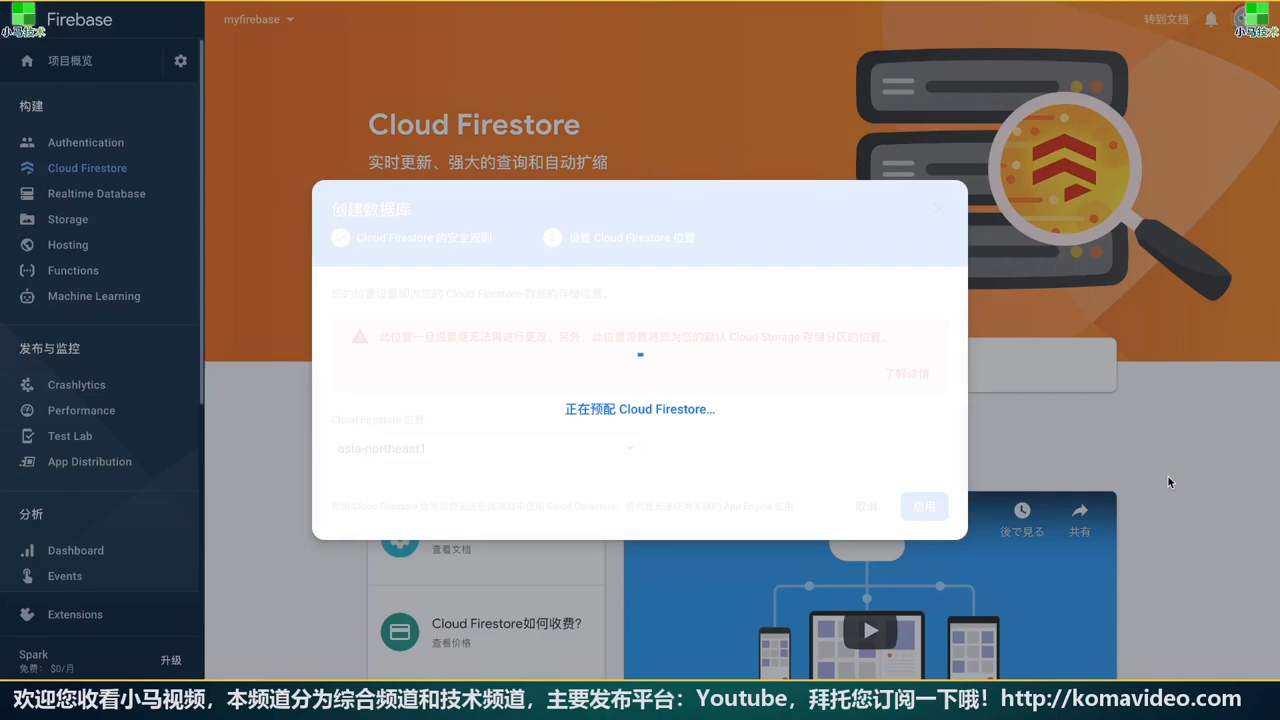 Firebase
小马技术
myfirebase
转到文档
小马技术
项目概览
构建
Authentication
Cloud Firestore
Realtime Database
Storage
Hosting
Functions
Machine Learning
发布与监控
Crashlytics
Performance
Test Lab
App Distribution
分析
Dashboard
Events
Extensions
Spark
免费: $0/月
升级
Cloud Firestore
实时更新、强大的查询和自动扩缩
创建数据库
Cloud Firestore 的安全规则
2 设置 Cloud Firestore 位置
您的位置设置即为您的 Cloud Firestore 数据的存储位置。
此位置一旦设置便无法再进行更改。另外，此位置设置将成为您的默认 Cloud Storage 存储分区的位置。
了解详情
正在预配 Cloud Firestore…
Cloud Firestore 位置
asia-northeast1
取消
启用
查看文档
Cloud Firestore如何收费?
查看价格
後で見る
共有
欢迎您收看小马视频，本频道分为综合频道和技术频道，主要发布平台：Youtube，拜托您订阅一下哦！http://komavideo.com